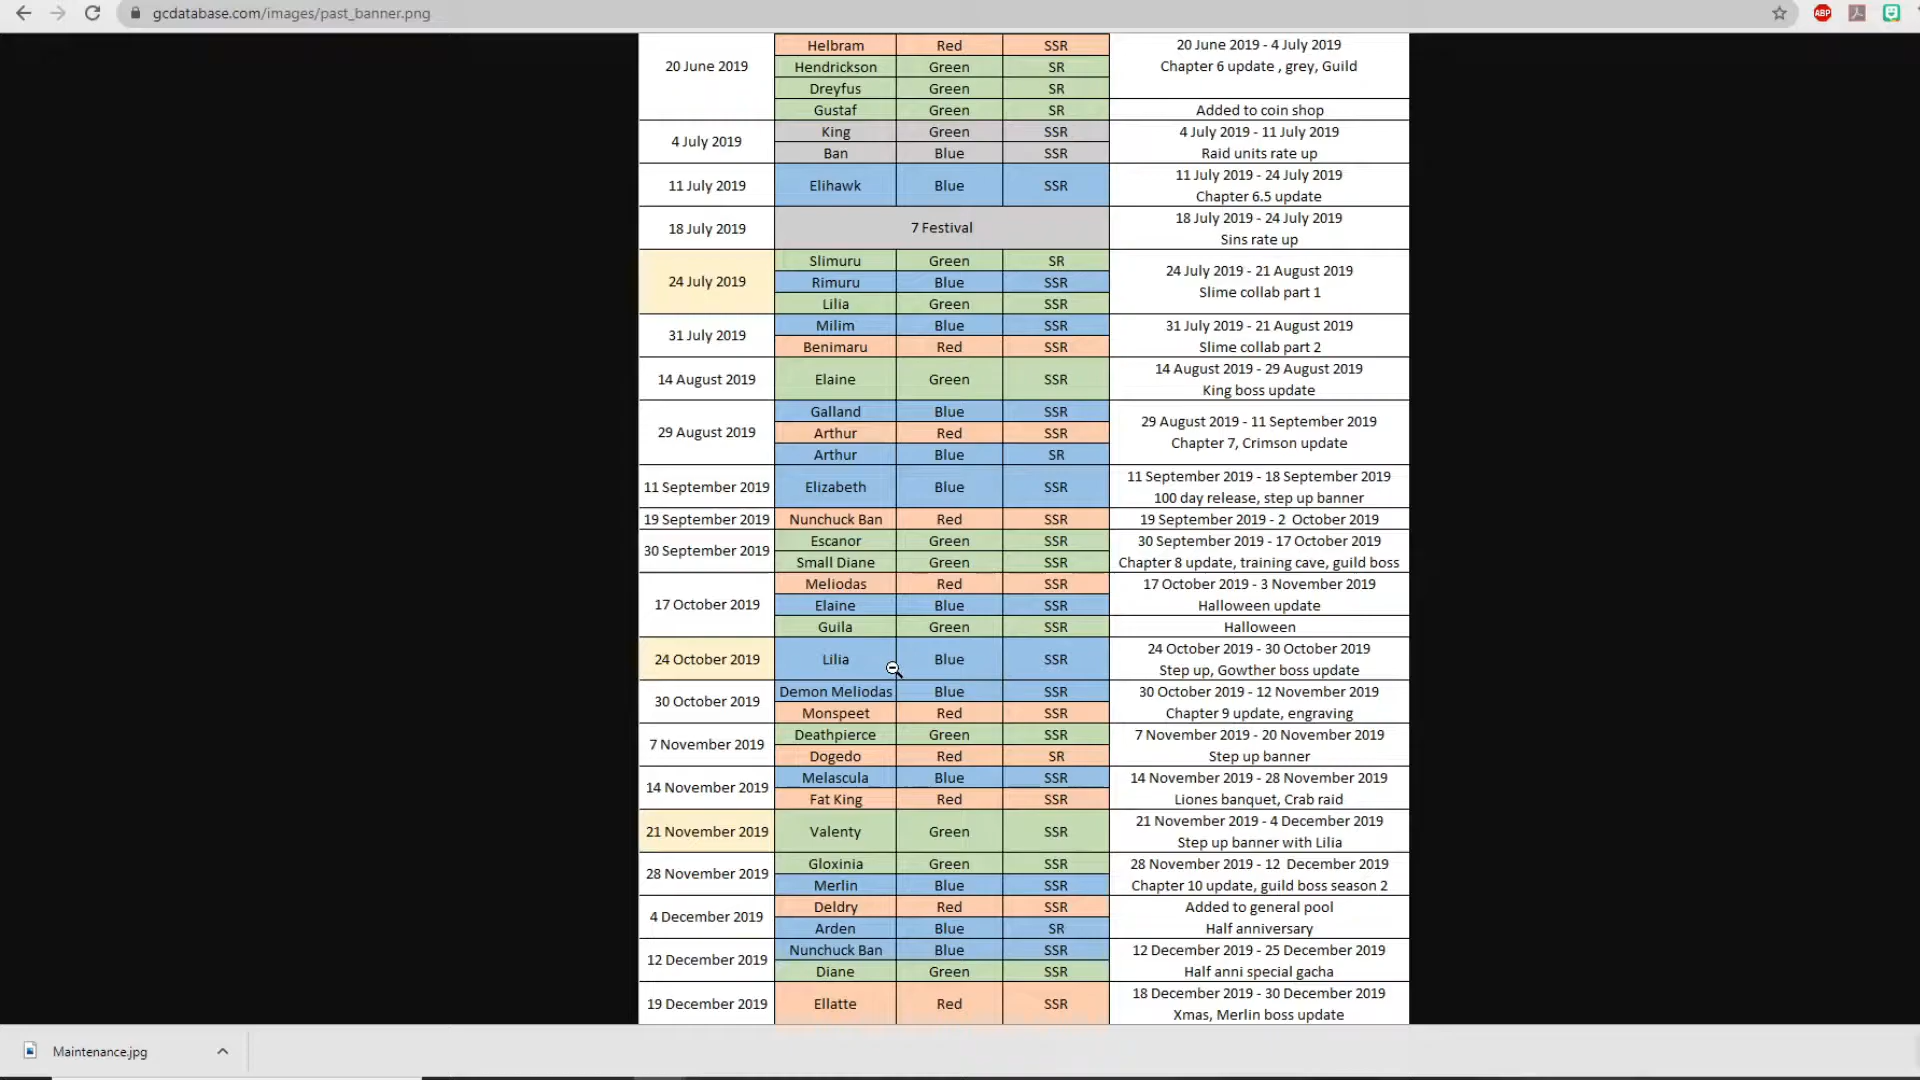 gcdatabase.com/images/past_banner.png
ABP
20 June 2019
Helbram Red SSR
Hendrickson Green SR
Dreyfus Green SR
Gustaf Green SR
20 June 2019 - 4 July 2019
Chapter 6 update , grey, Guild
Added to coin shop
4 July 2019
King Green SSR
Ban Blue SSR
4 July 2019 - 11 July 2019
Raid units rate up
11 July 2019
Elihawk Blue SSR
11 July 2019 - 24 July 2019
Chapter 6.5 update
18 July 2019
7 Festival
18 July 2019 - 24 July 2019
Sins rate up
24 July 2019
Slimuru Green SR
Rimuru Blue SSR
Lilia Green SSR
24 July 2019 - 21 August 2019
Slime collab part 1
31 July 2019
Milim Blue SSR
Benimaru Red SSR
31 July 2019 - 21 August 2019
Slime collab part 2
14 August 2019
Elaine Green SSR
14 August 2019 - 29 August 2019
King boss update
29 August 2019
Galland Blue SSR
Arthur Red SSR
Arthur Blue SR
29 August 2019 - 11 September 2019
Chapter 7, Crimson update
11 September 2019
Elizabeth Blue SSR
11 September 2019 - 18 September 2019
100 day release, step up banner
19 September 2019
Nunchuck Ban Red SSR
19 September 2019 - 2 October 2019
30 September 2019
Escanor Green SSR
Small Diane Green SSR
30 September 2019 - 17 October 2019
Chapter 8 update, training cave, guild boss
17 October 2019
Meliodas Red SSR
Elaine Blue SSR
Guila Green SSR
17 October 2019 - 3 November 2019
Halloween update
Halloween
24 October 2019
Lilia Blue SSR
24 October 2019 - 30 October 2019
Step up, Gowther boss update
30 October 2019
Demon Meliodas Blue SSR
Monspeet Red SSR
30 October 2019 - 12 November 2019
Chapter 9 update, engraving
7 November 2019
Deathpierce Green SSR
Dogedo Red SR
7 November 2019 - 20 November 2019
Step up banner
14 November 2019
Melascula Blue SSR
Fat King Red SSR
14 November 2019 - 28 November 2019
Liones banquet, Crab raid
21 November 2019
Valenty Green SSR
21 November 2019 - 4 December 2019
Step up banner with Lilia
28 November 2019
Gloxinia Green SSR
Merlin Blue SSR
28 November 2019 - 12 December 2019
Chapter 10 update, guild boss season 2
4 December 2019
Deldry Red SSR
Arden Blue SR
Added to general pool
Half anniversary
12 December 2019
Nunchuck Ban Blue SSR
Diane Green SSR
12 December 2019 - 25 December 2019
Half anni special gacha
19 December 2019
Ellatte Red SSR
18 December 2019 - 30 December 2019
Xmas, Merlin boss update
Maintenance.jpg